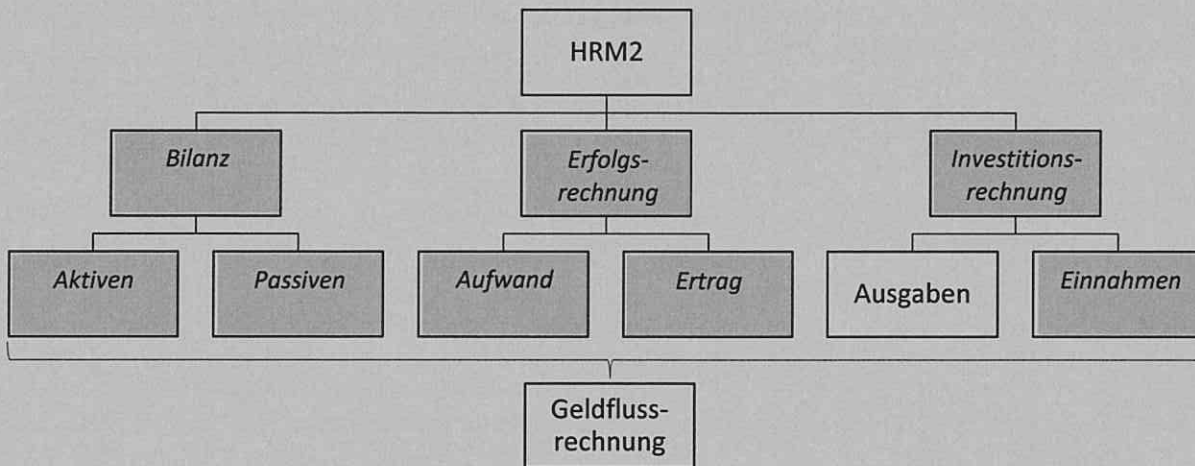 HRM2
Bilanz
Erfolgs-
rechnung
Investitions-
rechnung
Aktiven
Passiven
Aufwand
Ertrag
Ausgaben
Einnahmen
Geldfluss-
rechnung